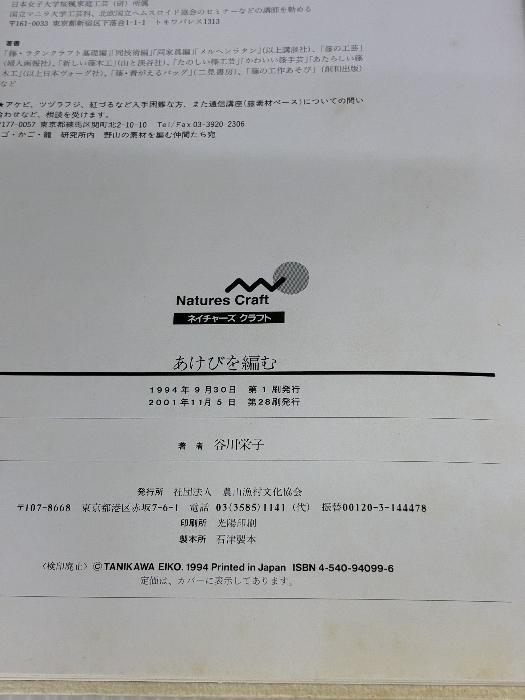 日本女子大学桜楓家庭工芸(研)所属
国立マニラ大学工芸科、北欧国立ヘムスロイド協会のセミナーなどの講師を勤める
〒161-0033 東京都新宿区下落合1-1-1 トキワパレス1313
著書
「籐・ラタンクラフト基礎編」「同技術編」「同家具編」「メルヘンラタン」(以上講談社)、「籐の工芸」
(婦人画報社)、「新しい籐木工」(山と渓谷社)、「たのしい籐工芸」「かわいい籐手芸」「あたらしい籐
木工」(以上日本ヴォーグ社)、「籐・着がえるバッグ」(二見書房)、「籐の工作あそび」(創和出版)
など
★アケビ、ツヅラフジ、紅づるなど入手困難な方、また通信講座(籐素材ベース)についての問い
合わせなど、相談を受けます。
〒177-0057 東京都練馬区関町北2-10-10 Tel/Fax 03-3920-2306
ゴ・かご・籠 研究所内 野山の素材を編む仲間たち宛
Natures Craft
ネイチャーズ クラフト
あけびを編む
1994年9月30日 第1刷発行
2001年11月5日 第28刷発行
著者 谷川栄子
発行所 社団法人 農山漁村文化協会
〒107-8668 東京都港区赤坂7-6-1 電話 03(3585)1141(代) 振替00120-3-144478
印刷所 光陽印刷
製本所 石津製本
〈検印廃止〉 ©TANIKAWA EIKO. 1994 Printed in Japan ISBN 4-540-94099-6
定価は、カバーに表示してあります。